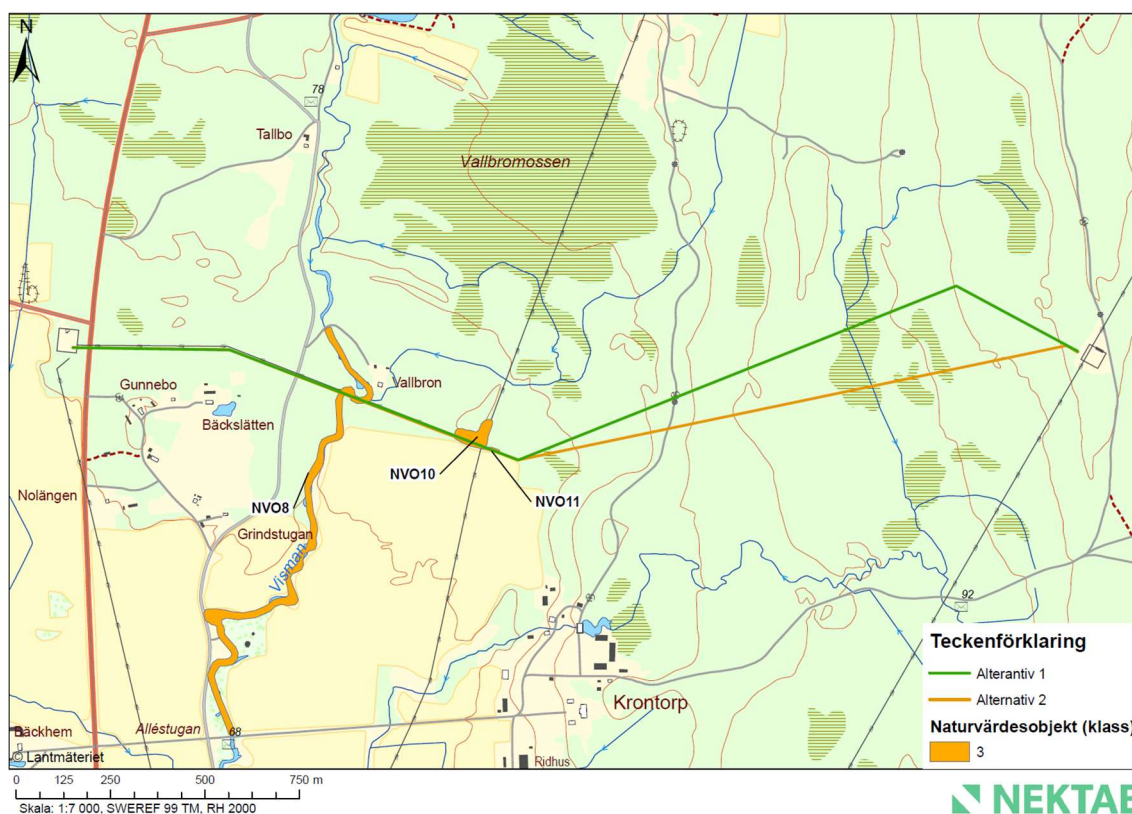 N
78
Tallbo
Vallbromossen
Gunnebo
Vallbron
Bäckslätten
NVO10
NVO11
Nolängen
NVO8
Grindstugan
Visman
92
Teckenförklaring
Alterantiv 1
Alternativ 2
Naturvärdesobjekt (klass)
3
Krontorp
Bäckhem
Alléstugan
68
© Lantmäteriet
Ridhus
0 125 250 500 750 m
Skala: 1:7 000, SWEREF 99 TM, RH 2000
NEKTAB